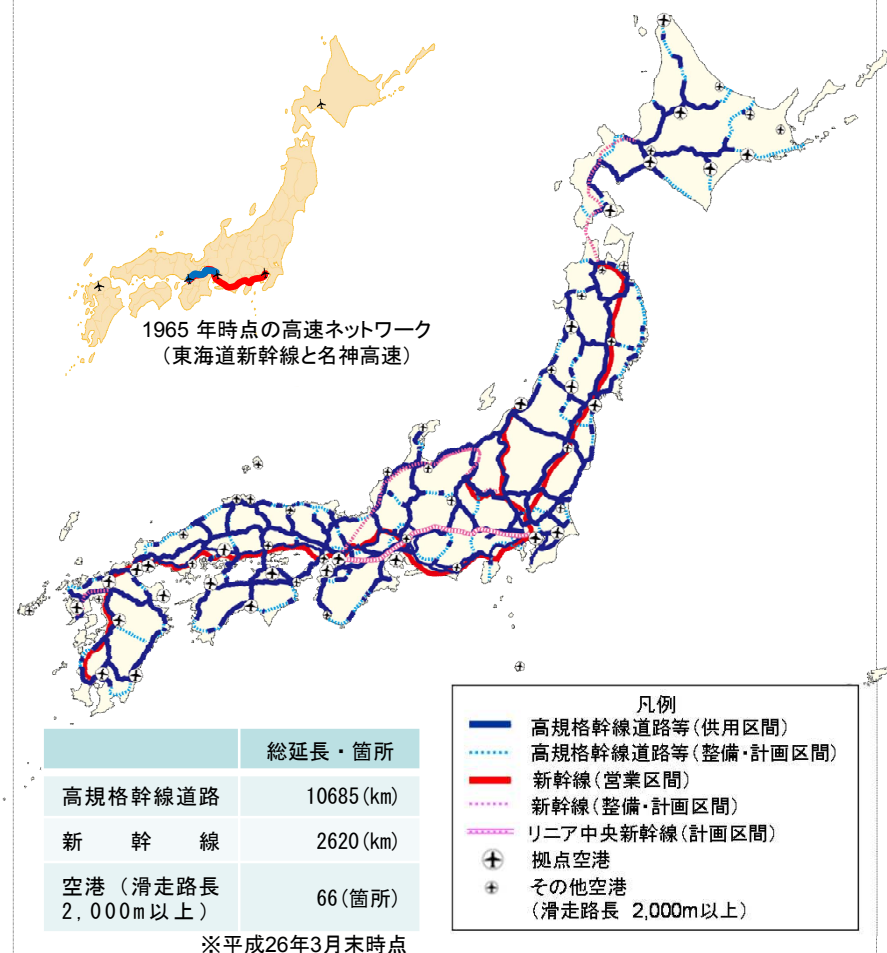 1965 年時点の高速ネットワーク
（東海道新幹線と名神高速）
総延長・箇所
高規格幹線道路 10685(km)
新幹線 2620(km)
空港（滑走路長 66(箇所)
2,000m以上）
※平成26年3月末時点
凡例
高規格幹線道路等(供用区間)
高規格幹線道路等(整備・計画区間)
新幹線(営業区間)
新幹線(整備・計画区間)
リニア中央新幹線(計画区間)
拠点空港
その他空港
(滑走路長 2,000m以上)